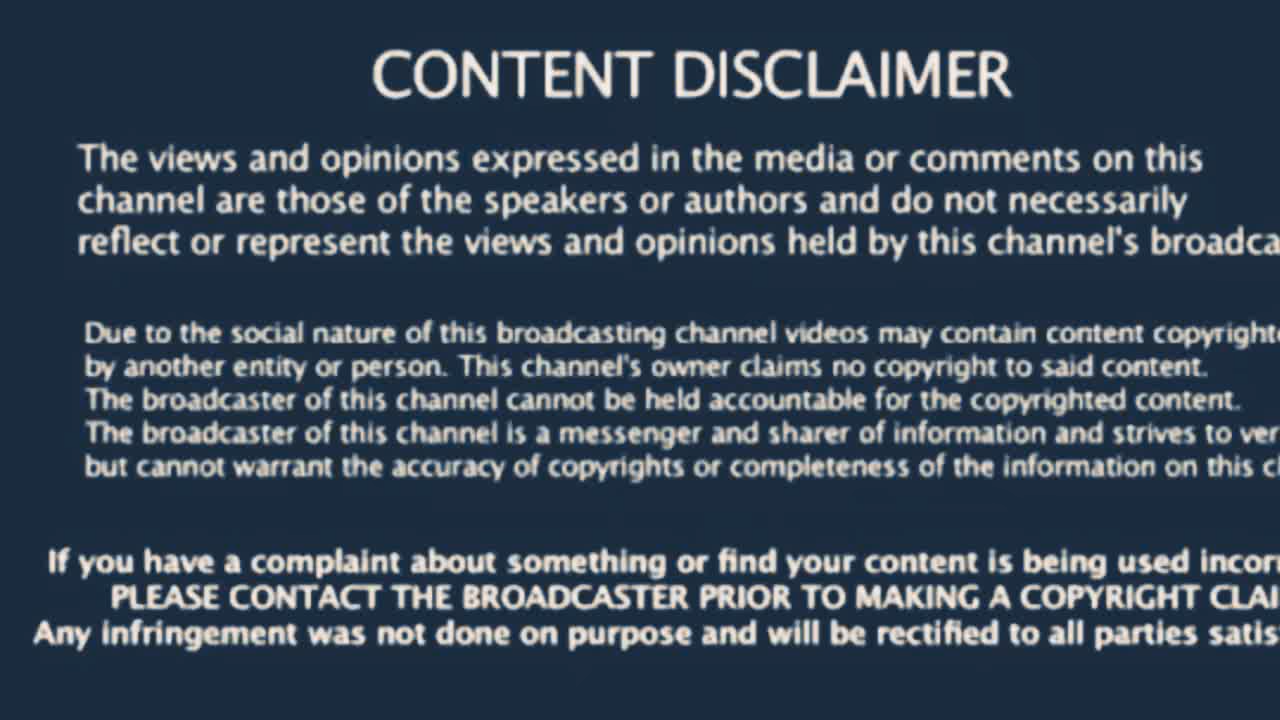 CONTENT DISCLAIMER
The views and opinions expressed in the media or comments on this
channel are those of the speakers or authors and do not necessarily
reflect or represent the views and opinions held by this channel's broadca
Due to the social nature of this broadcasting channel videos may contain content copyright
by another entity or person. This channel's owner claims no copyright to said content.
The broadcaster of this channel cannot be held accountable for the copyrighted content.
The broadcaster of this channel is a messenger and sharer of information and strives to ver
but cannot warrant the accuracy of copyrights or completeness of the information on this c
If you have a complaint about something or find your content is being used incor
PLEASE CONTACT THE BROADCASTER PRIOR TO MAKING A COPYRIGHT CLAI
Any infringement was not done on purpose and will be rectified to all parties satis